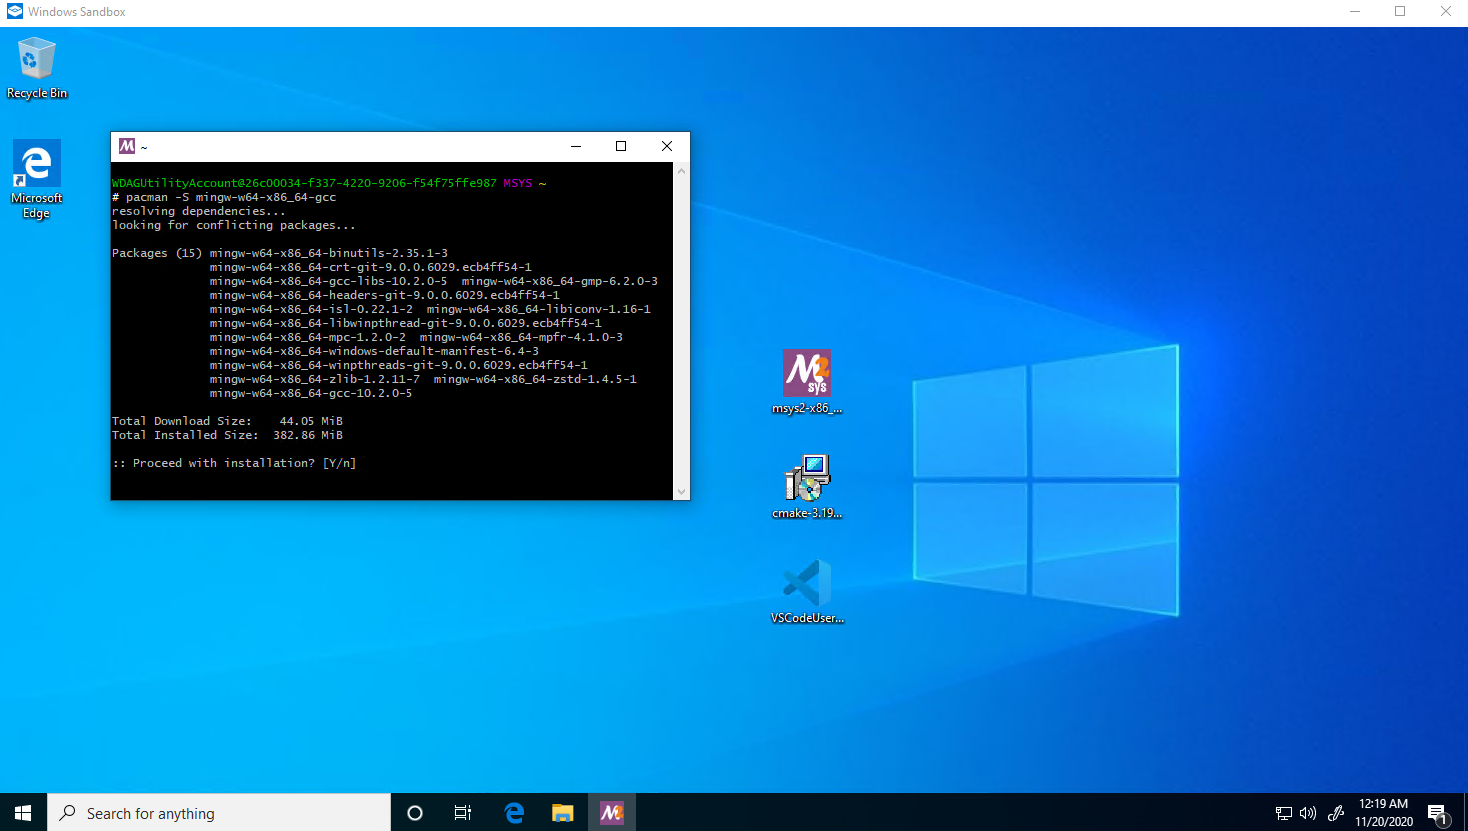 Windows Sandbox
Recycle Bin
Microsoft
Edge
~
WDAGUtilityAccount@26c00034-f337-4220-9206-f54f75ffe987 MSYS ~
# pacman -S mingw-w64-x86_64-gcc
resolving dependencies...
looking for conflicting packages...
Packages (15) mingw-w64-x86_64-binutils-2.35.1-3
mingw-w64-x86_64-crt-git-9.0.0.6029.ecb4ff54-1
mingw-w64-x86_64-gcc-libs-10.2.0-5  mingw-w64-x86_64-gmp-6.2.0-3
mingw-w64-x86_64-headers-git-9.0.0.6029.ecb4ff54-1
mingw-w64-x86_64-isl-0.22.1-2  mingw-w64-x86_64-libiconv-1.16-1
mingw-w64-x86_64-libwinpthread-git-9.0.0.6029.ecb4ff54-1
mingw-w64-x86_64-mpc-1.2.0-2  mingw-w64-x86_64-mpfr-4.1.0-3
mingw-w64-x86_64-windows-default-manifest-6.4-3
mingw-w64-x86_64-winpthreads-git-9.0.0.6029.ecb4ff54-1
mingw-w64-x86_64-zlib-1.2.11-7  mingw-w64-x86_64-zstd-1.4.5-1
mingw-w64-x86_64-gcc-10.2.0-5
Total Download Size:    44.05 MiB
Total Installed Size:  382.86 MiB
:: Proceed with installation? [Y/n]
M2
sys
msys2-x86_...
cmake-3.19...
VSCodeUser...
Search for anything
12:19 AM
11/20/2020
1